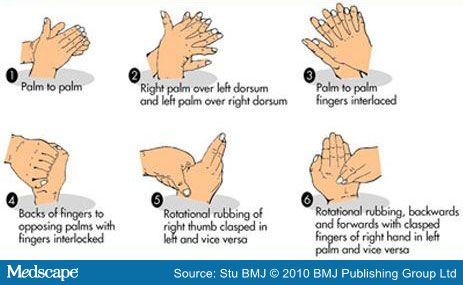 1
Palm to palm
2
Right palm over left dorsum
and left palm over right dorsum
3
Palm to palm
fingers interlaced
4
Backs of fingers to
opposing palms with
fingers interlocked
5
Rotational rubbing of
right thumb clasped in
left and vice versa
6
Rotational rubbing, backwards
and forwards with clasped
fingers of right hand in left
palm and vice versa
Medscape
Source: Stu BMJ © 2010 BMJ Publishing Group Ltd